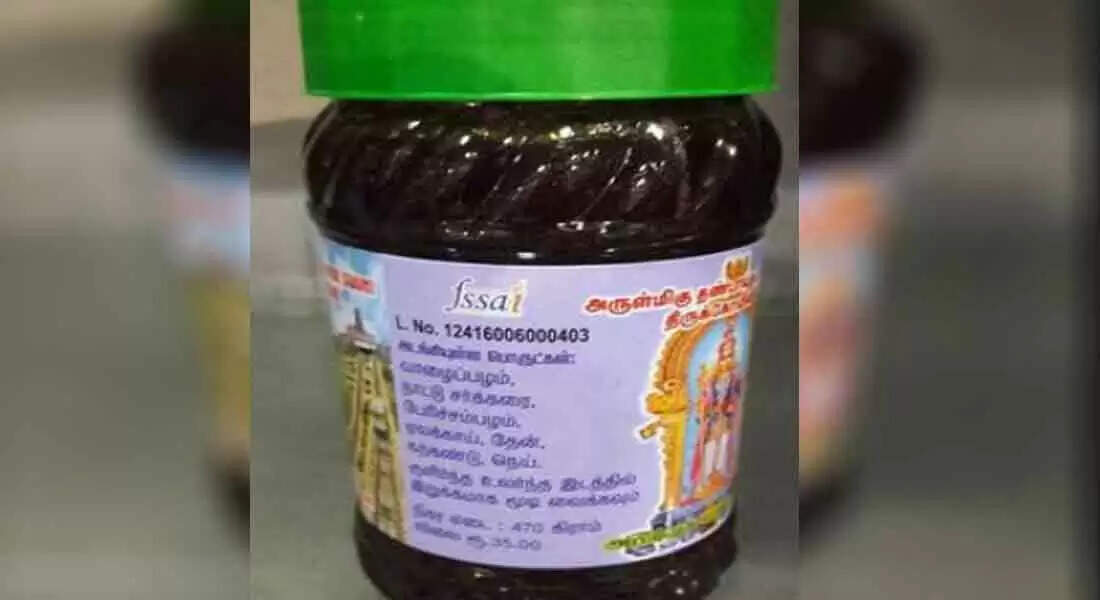 fssai
L. No. 12416006000403
அடங்கியுள்ள பொருட்கள்:
வாழைப்பழம்,
நாட்டு சர்க்கரை,
பேரிச்சம்பழம்,
ஏலக்காய், தேன்,
கற்கண்டு, நெய்.
குளிர்ந்த உலர்ந்த இடத்தில்
இறுக்கமாக மூடி வைக்கவும்
நிகர எடை : 470 கிராம்
விலை ரூ.35.00
அருள்மிகு